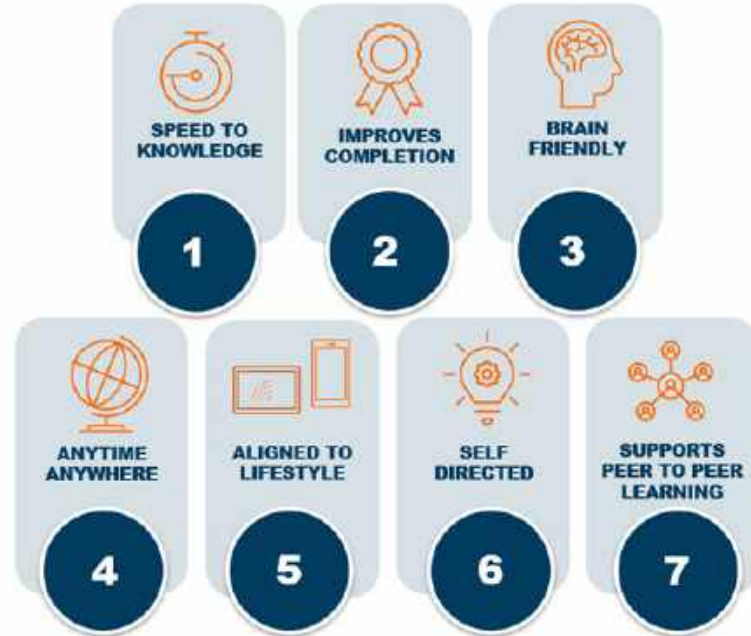 SPEED TO
KNOWLEDGE
1
IMPROVES
COMPLETION
2
BRAIN
FRIENDLY
3
ANYTIME
ANYWHERE
4
ALIGNED TO
LIFESTYLE
5
SELF
DIRECTED
6
SUPPORTS
PEER TO PEER
LEARNING
7